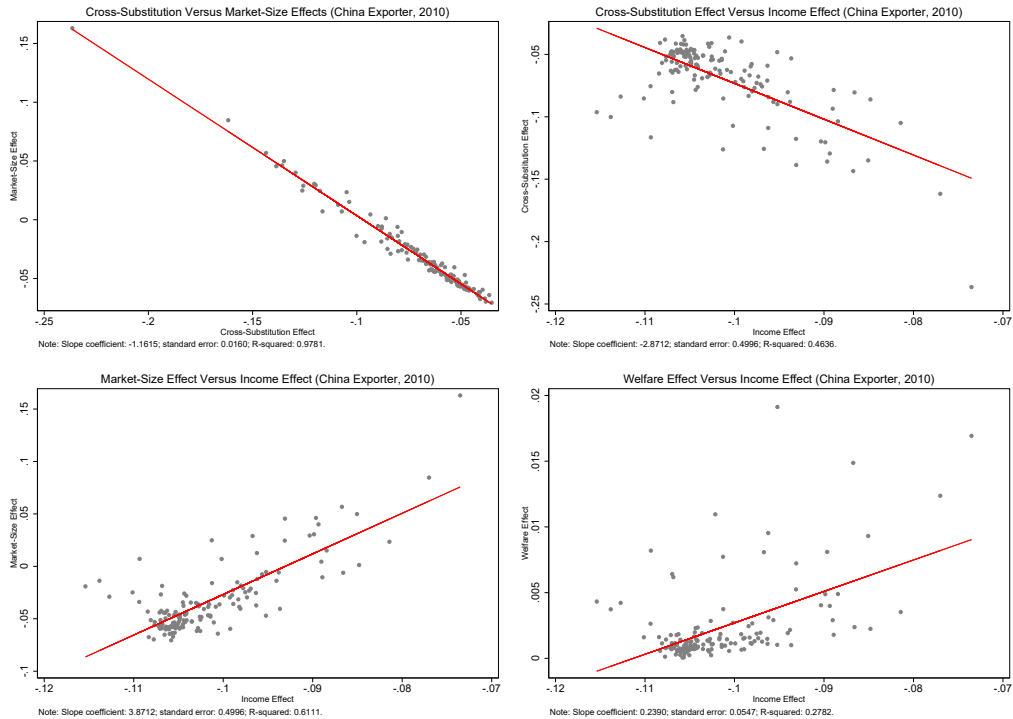 Cross-Substitution Versus Market-Size Effects (China Exporter, 2010)
Market-Size Effect
.15
.1
.05
0
-.05
-.25
-.2
-.15
-.1
-.05
Cross-Substitution Effect
Note: Slope coefficient: -1.1615; standard error: 0.0160; R-squared: 0.9781.
Cross-Substitution Effect Versus Income Effect (China Exporter, 2010)
Cross-Substitution Effect
-.05
-.1
-.15
-.2
-.25
-.12
-.11
-.1
-.09
-.08
-.07
Income Effect
Note: Slope coefficient: -2.8712; standard error: 0.4996; R-squared: 0.4636.
Market-Size Effect Versus Income Effect (China Exporter, 2010)
Market-Size Effect
.15
.1
.05
0
-.05
-.1
-.12
-.11
-.1
-.09
-.08
-.07
Income Effect
Note: Slope coefficient: 3.8712; standard error: 0.4996; R-squared: 0.6111.
Welfare Effect Versus Income Effect (China Exporter, 2010)
Welfare Effect
.02
.015
.01
.005
0
-.12
-.11
-.1
-.09
-.08
-.07
Income Effect
Note: Slope coefficient: 0.2390; standard error: 0.0547; R-squared: 0.2782.